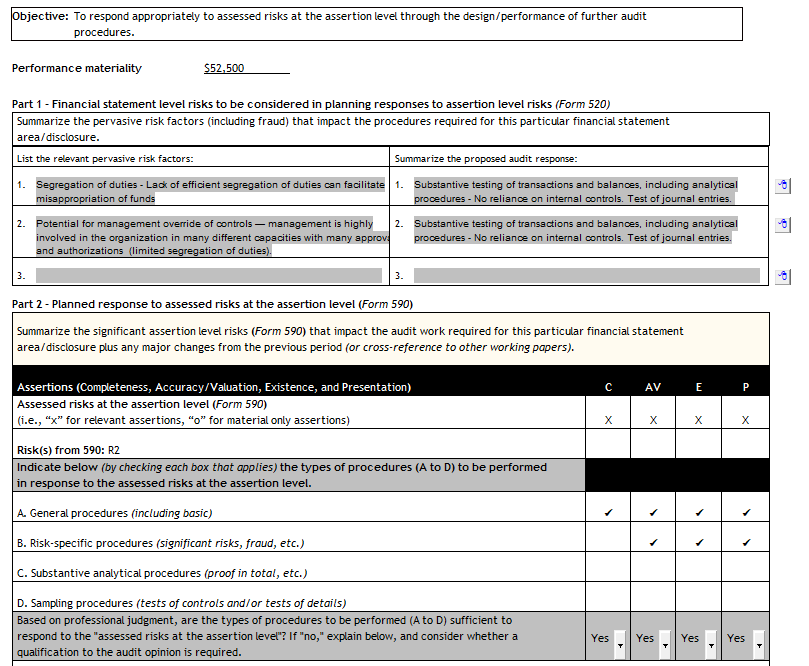 Objective: To respond appropriately to assessed risks at the assertion level through the design/performance of further audit
procedures.
Performance materiality $52,500
Part 1 - Financial statement level risks to be considered in planning responses to assertion level risks (Form 520)
Summarize the pervasive risk factors (including fraud) that impact the procedures required for this particular financial statement
area/disclosure.
List the relevant pervasive risk factors: Summarize the proposed audit response:
1. Segregation of duties - Lack of efficient segregation of duties can facilitate
misappropriation of funds
1. Substantive testing of transactions and balances, including analytical
procedures - No reliance on internal controls. Test of journal entries.
2. Potential for management override of controls — management is highly
involved in the organization in many different capacities with many approva
and authorizations (limited segregation of duties).
2. Substantive testing of transactions and balances, including analytical
procedures - No reliance on internal controls. Test of journal entries.
3. 3.
Part 2 - Planned response to assessed risks at the assertion level (Form 590)
Summarize the significant assertion level risks (Form 590) that impact the audit work required for this particular financial statement
area/disclosure plus any major changes from the previous period (or cross-reference to other working papers).
Assertions (Completeness, Accuracy/Valuation, Existence, and Presentation) C AV E P
Assessed risks at the assertion level (Form 590)
(i.e., “x” for relevant assertions, “o” for material only assertions) X X X X
Risk(s) from 590: R2
Indicate below (by checking each box that applies) the types of procedures (A to D) to be performed
in response to the assessed risks at the assertion level.
A. General procedures (including basic) ✓ ✓ ✓ ✓
B. Risk-specific procedures (significant risks, fraud, etc.) ✓ ✓ ✓
C. Substantive analytical procedures (proof in total, etc.)
D. Sampling procedures (tests of controls and/or tests of details)
Based on professional judgment, are the types of procedures to be performed (A to D) sufficient to
respond to the "assessed risks at the assertion level"? If "no," explain below, and consider whether a
qualification to the audit opinion is required.
Yes Yes Yes Yes